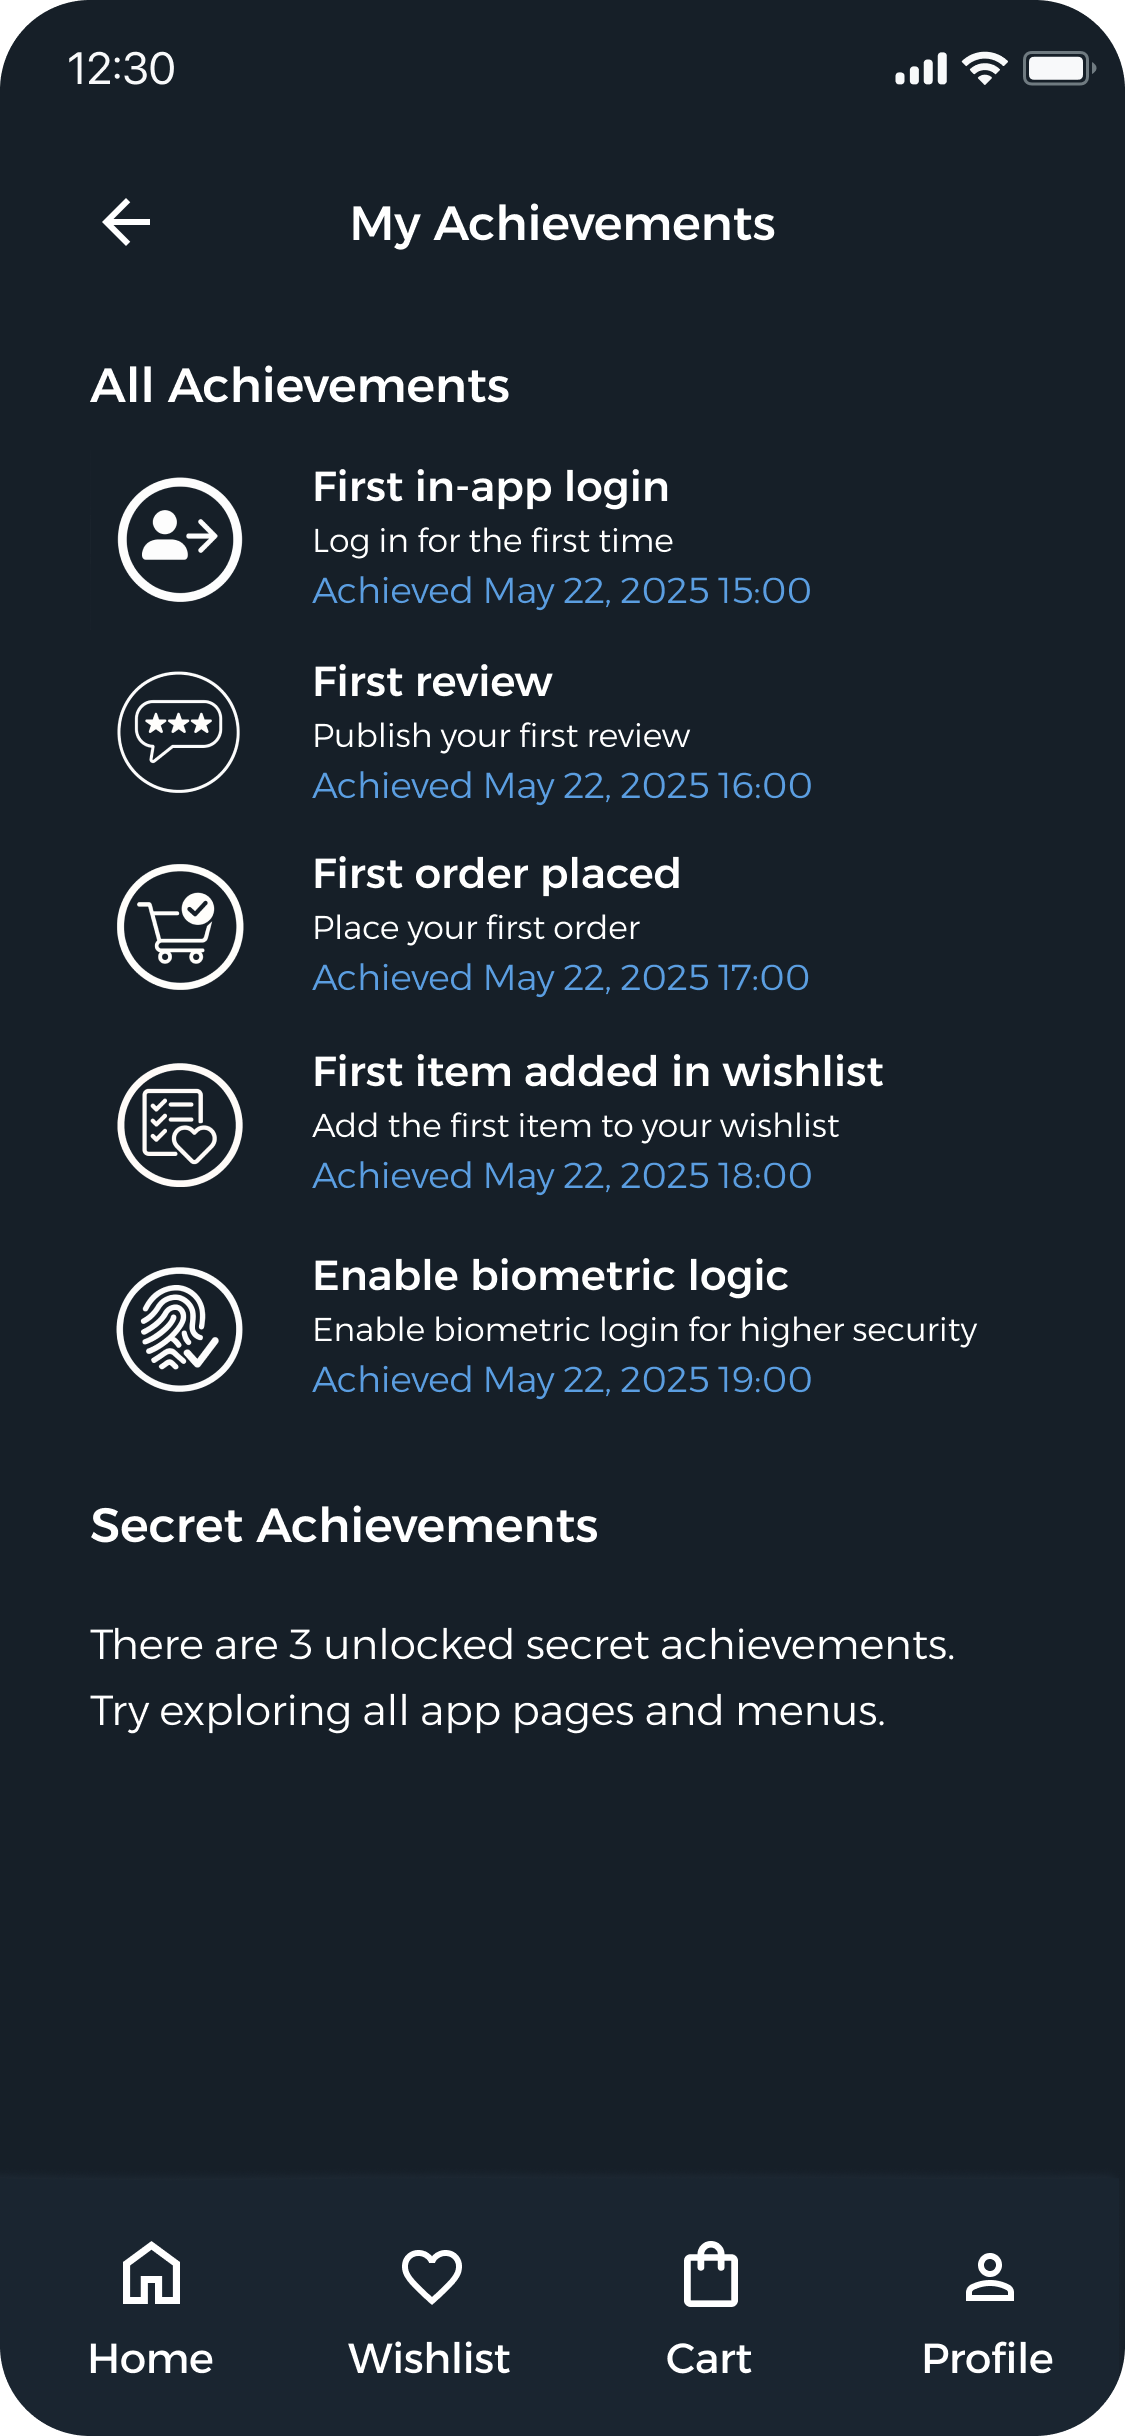 12:30
My Achievements
All Achievements
First in-app login
Log in for the first time
Achieved May 22, 2025 15:00
First review
Publish your first review
Achieved May 22, 2025 16:00
First order placed
Place your first order
Achieved May 22, 2025 17:00
First item added in wishlist
Add the first item to your wishlist
Achieved May 22, 2025 18:00
Enable biometric logic
Enable biometric login for higher security
Achieved May 22, 2025 19:00
Secret Achievements
There are 3 unlocked secret achievements.
Try exploring all app pages and menus.
Home Wishlist Cart Profile